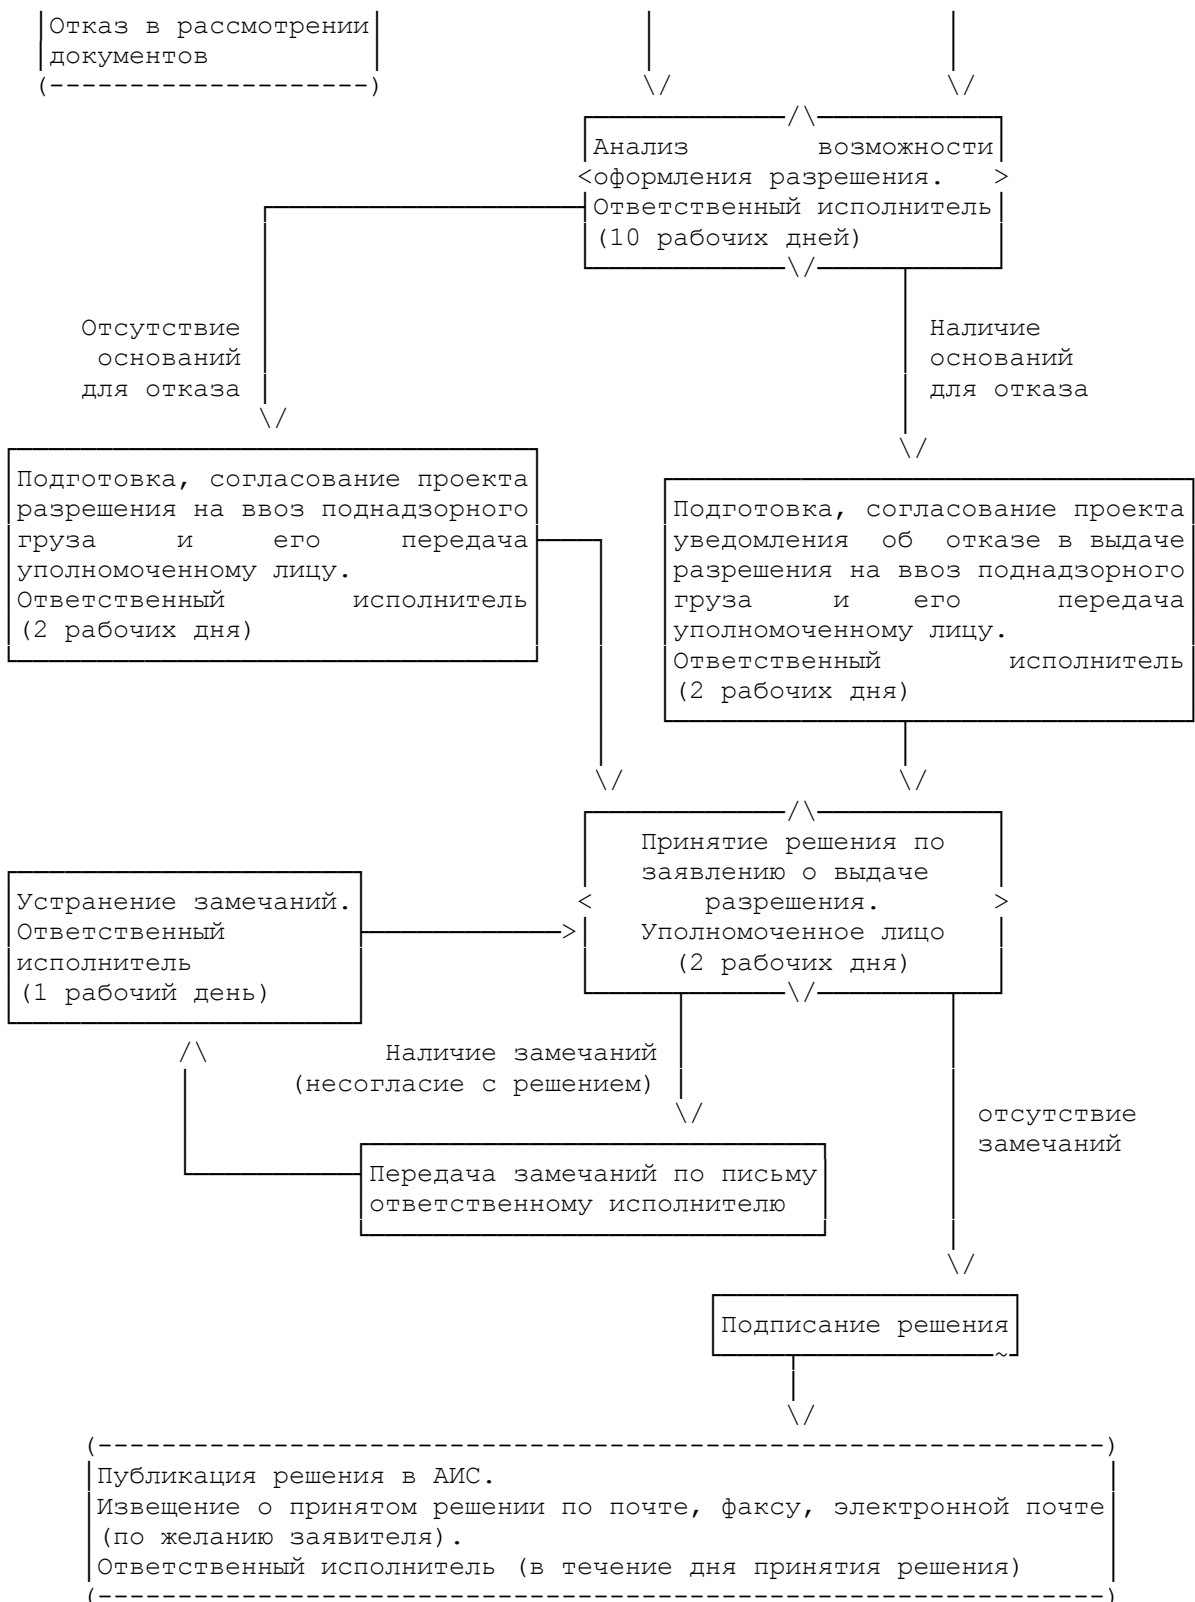 Отказ в рассмотрении
документов
Анализ возможности
оформления разрешения.
Ответственный исполнитель
(10 рабочих дней)
Отсутствие
оснований
для отказа
Наличие
оснований
для отказа
Подготовка, согласование проекта
разрешения на ввоз поднадзорного
груза и его передача
уполномоченному лицу.
Ответственный исполнитель
(2 рабочих дня)
Подготовка, согласование проекта
уведомления об отказе в выдаче
разрешения на ввоз поднадзорного
груза и его передача
уполномоченному лицу.
Ответственный исполнитель
(2 рабочих дня)
Принятие решения по
заявлению о выдаче
разрешения.
Уполномоченное лицо
(2 рабочих дня)
Устранение замечаний.
Ответственный
исполнитель
(1 рабочий день)
Наличие замечаний
(несогласие с решением)
отсутствие
замечаний
Передача замечаний по письму
ответственному исполнителю
Подписание решения
Публикация решения в АИС.
Извещение о принятом решении по почте, факсу, электронной почте
(по желанию заявителя).
Ответственный исполнитель (в течение дня принятия решения)